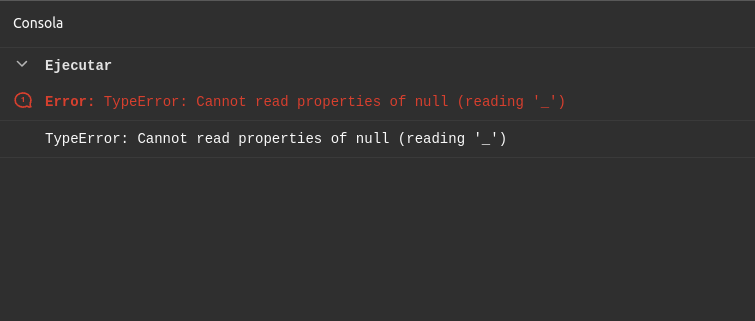 Consola
Ejecutar
Error: TypeError: Cannot read properties of null (reading '_')
TypeError: Cannot read properties of null (reading '_')